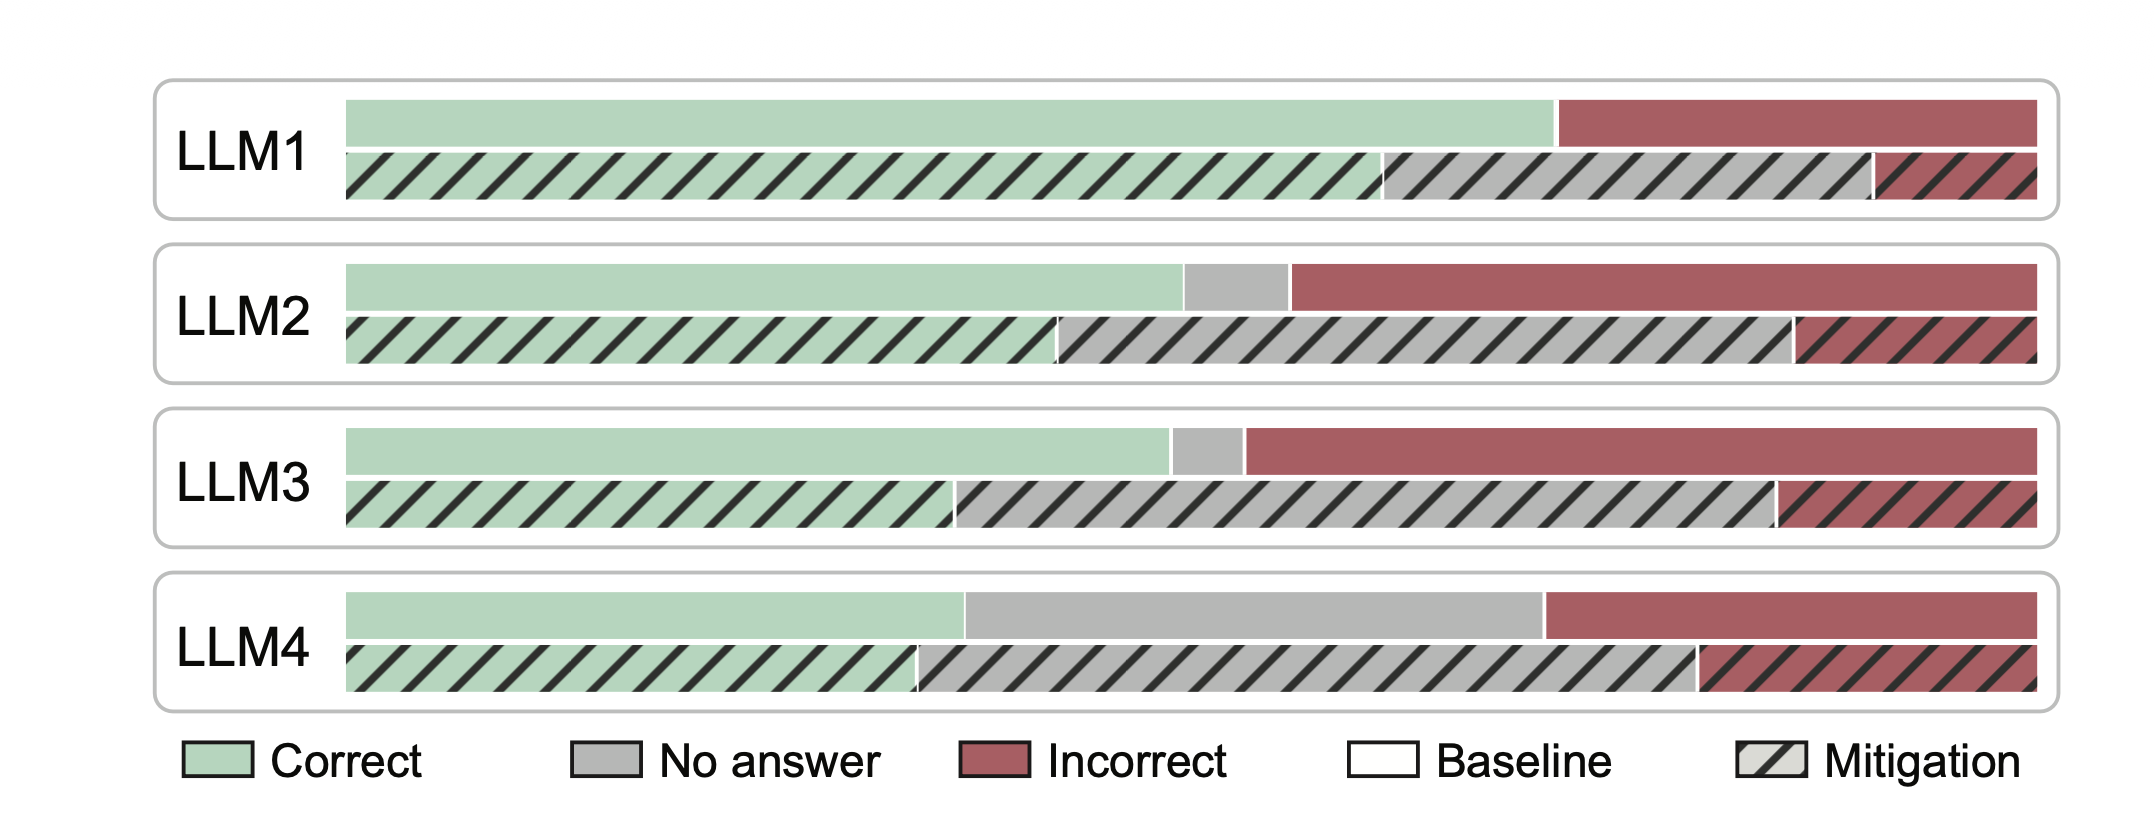 LLM1
LLM2
LLM3
LLM4
Correct No answer Incorrect Baseline Mitigation